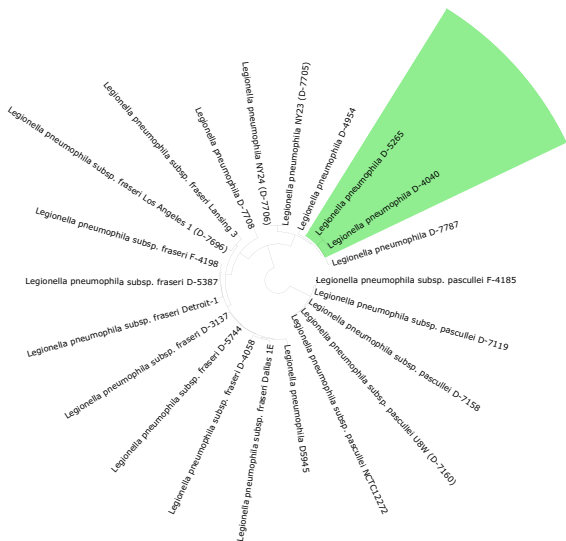 Legionella pneumophila NY23 (D-7705)
Legionella pneumophila D-4954
Legionella pneumophila D-5265
Legionella pneumophila D-4040
Legionella pneumophila D-7787
Legionella pneumophila subsp. pascullei F-4185
Legionella pneumophila subsp. pascullei D-7119
Legionella pneumophila subsp. pascullei D-7158
Legionella pneumophila subsp. pascullei U8W (D-7160)
Legionella pneumophila subsp. pascullei NCTC12272
Legionella pneumophila D5945
Legionella pneumophila subsp. fraseri Dallas 1E
Legionella pneumophila subsp. fraseri D-4058
Legionella pneumophila subsp. fraseri D-5744
Legionella pneumophila subsp. fraseri D-3137
Legionella pneumophila subsp. fraseri Detroit-1
Legionella pneumophila subsp. fraseri D-5387
Legionella pneumophila subsp. fraseri F-4198
Legionella pneumophila subsp. fraseri Los Angeles 1 (D-7696)
Legionella pneumophila subsp. fraseri Lansing 3
Legionella pneumophila D-7708
Legionella pneumophila NY24 (D-7706)